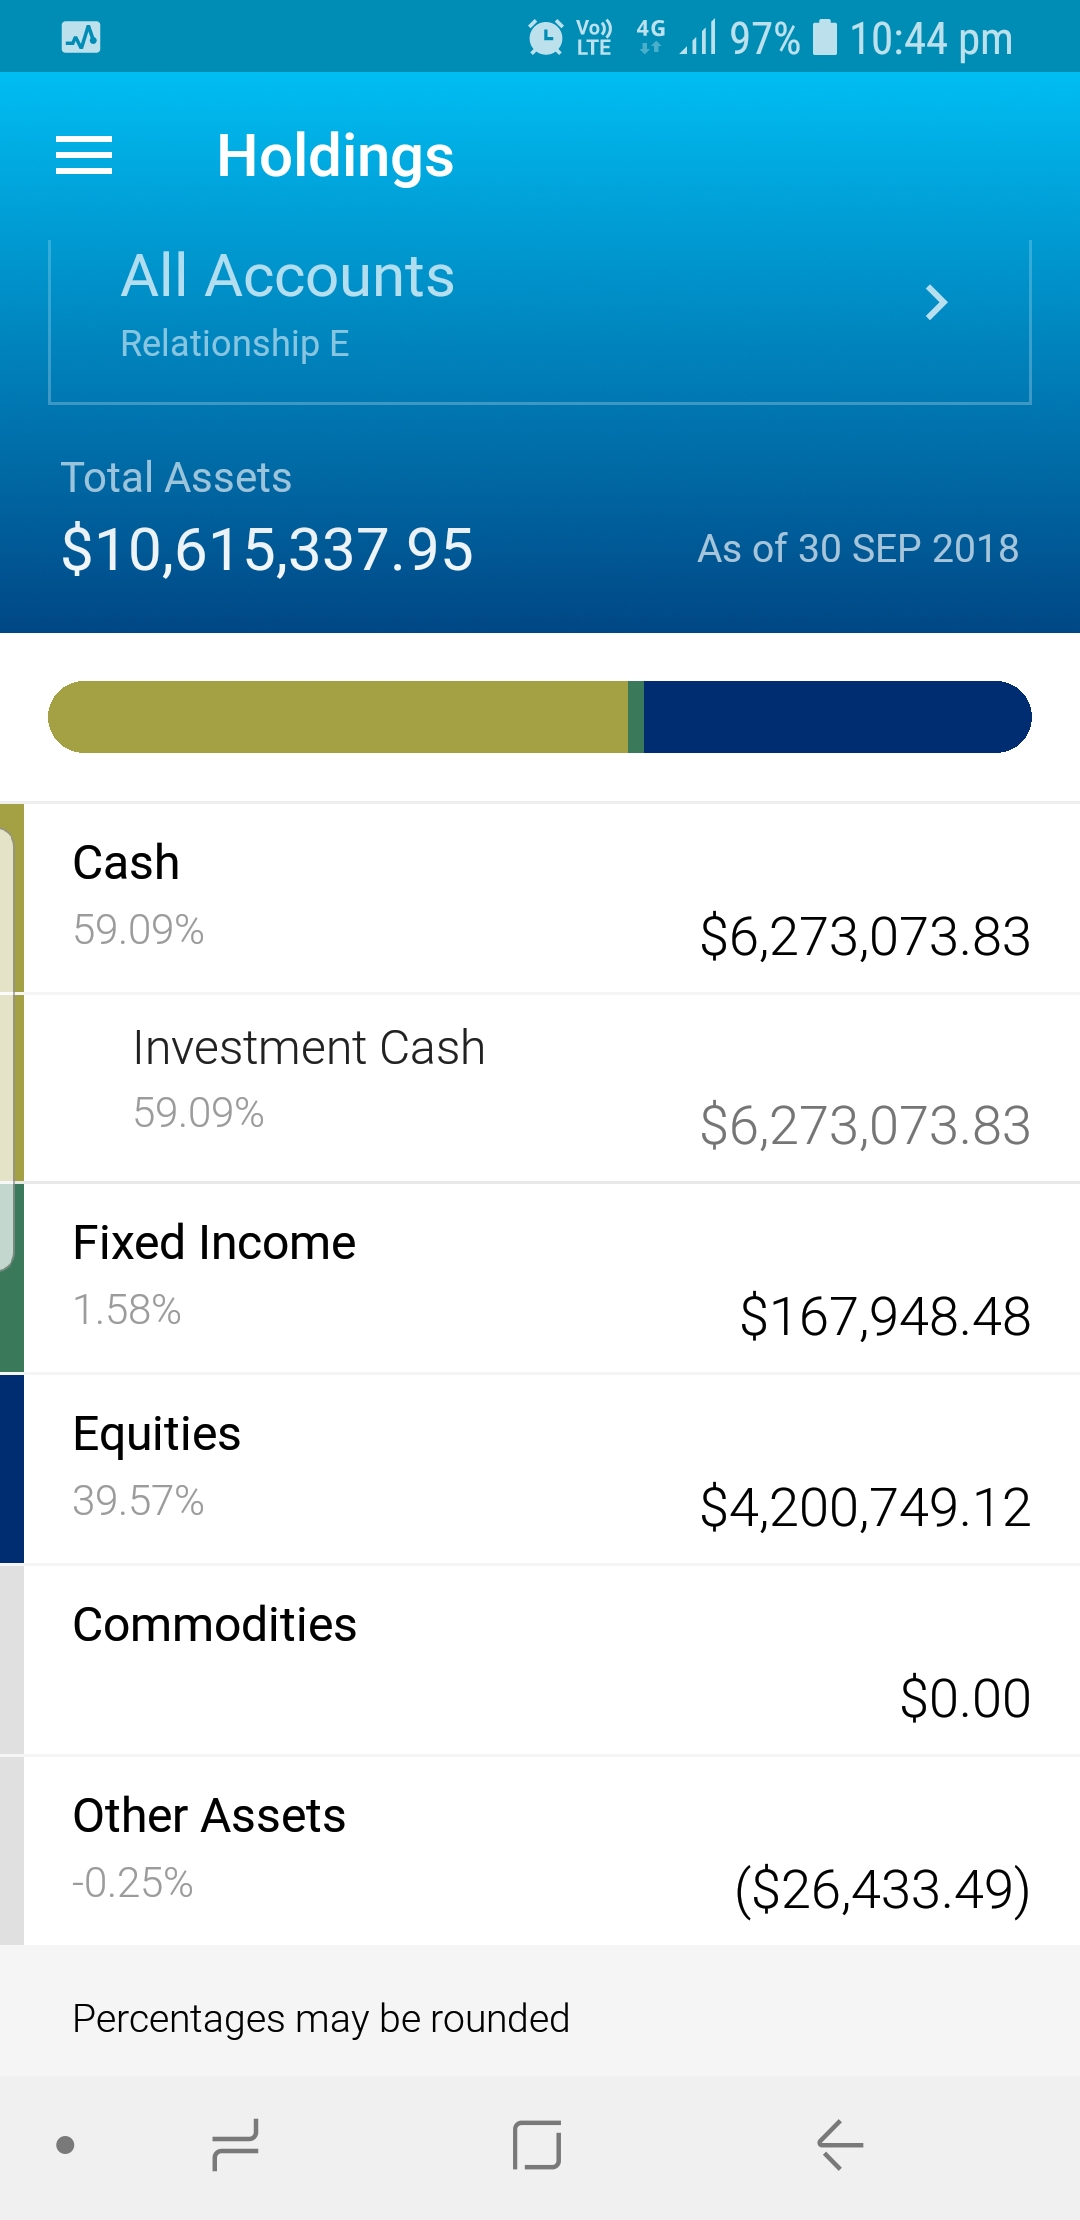 Vo)) LTE 4G 97% 10:44 pm
Holdings
All Accounts
Relationship E
Total Assets
$10,615,337.95 As of 30 SEP 2018
Cash
59.09% $6,273,073.83
Investment Cash
59.09% $6,273,073.83
Fixed Income
1.58% $167,948.48
Equities
39.57% $4,200,749.12
Commodities
$0.00
Other Assets
-0.25% ($26,433.49)
Percentages may be rounded